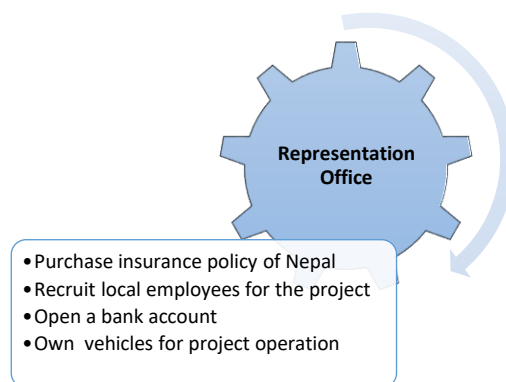 Representation
Office
•Purchase insurance policy of Nepal
•Recruit local employees for the project
•Open a bank account
•Own vehicles for project operation